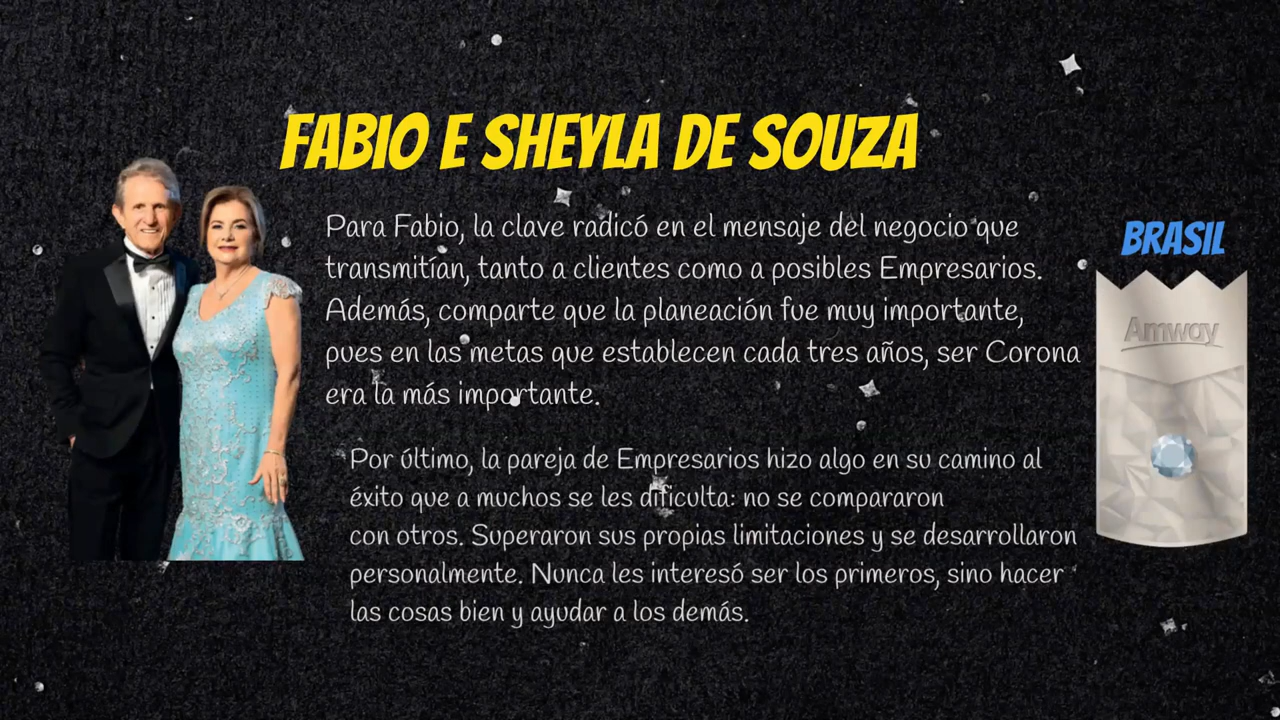 FABIO E SHEYLA DE SOUZA
Para Fabio, la clave radicó en el mensaje del negocio que
transmitían, tanto a clientes como a posibles Empresarios.
Además, comparte que la planeación fue muy importante,
pues en las metas que establecen cada tres años, ser Corona
era la más importante.
Por último, la pareja de Empresarios hizo algo en su camino al
éxito que a muchos se les dificulta: no se compararon
con otros. Superaron sus propias limitaciones y se desarrollaron
personalmente. Nunca les interesó ser los primeros, sino hacer
las cosas bien y ayudar a los demás.
BRASIL
Amway